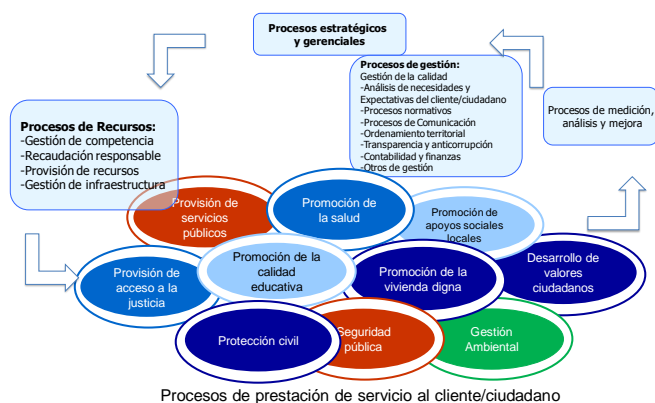 Procesos estratégicos
y gerenciales
Procesos de gestión:
Gestión de la calidad
-Análisis de necesidades y
Expectativas del cliente/ciudadano
-Procesos normativos
-Procesos de Comunicación
-Ordenamiento territorial
-Transparencia y anticorrupción
-Contabilidad y finanzas
-Otros de gestión
Procesos de medición,
análisis y mejora
Procesos de Recursos:
-Gestión de competencia
-Recaudación responsable
-Provisión de recursos
-Gestión de infraestructura
Provisión de
servicios
públicos
Promoción de
la salud
Promoción de
apoyos sociales
locales
Provisión de
acceso a la
justicia
Promoción de la
calidad
educativa
Promoción de la
vivienda digna
Desarrollo de
valores
ciudadanos
Protección civil
Seguridad
pública
Gestión
Ambiental
Procesos de prestación de servicio al cliente/ciudadano